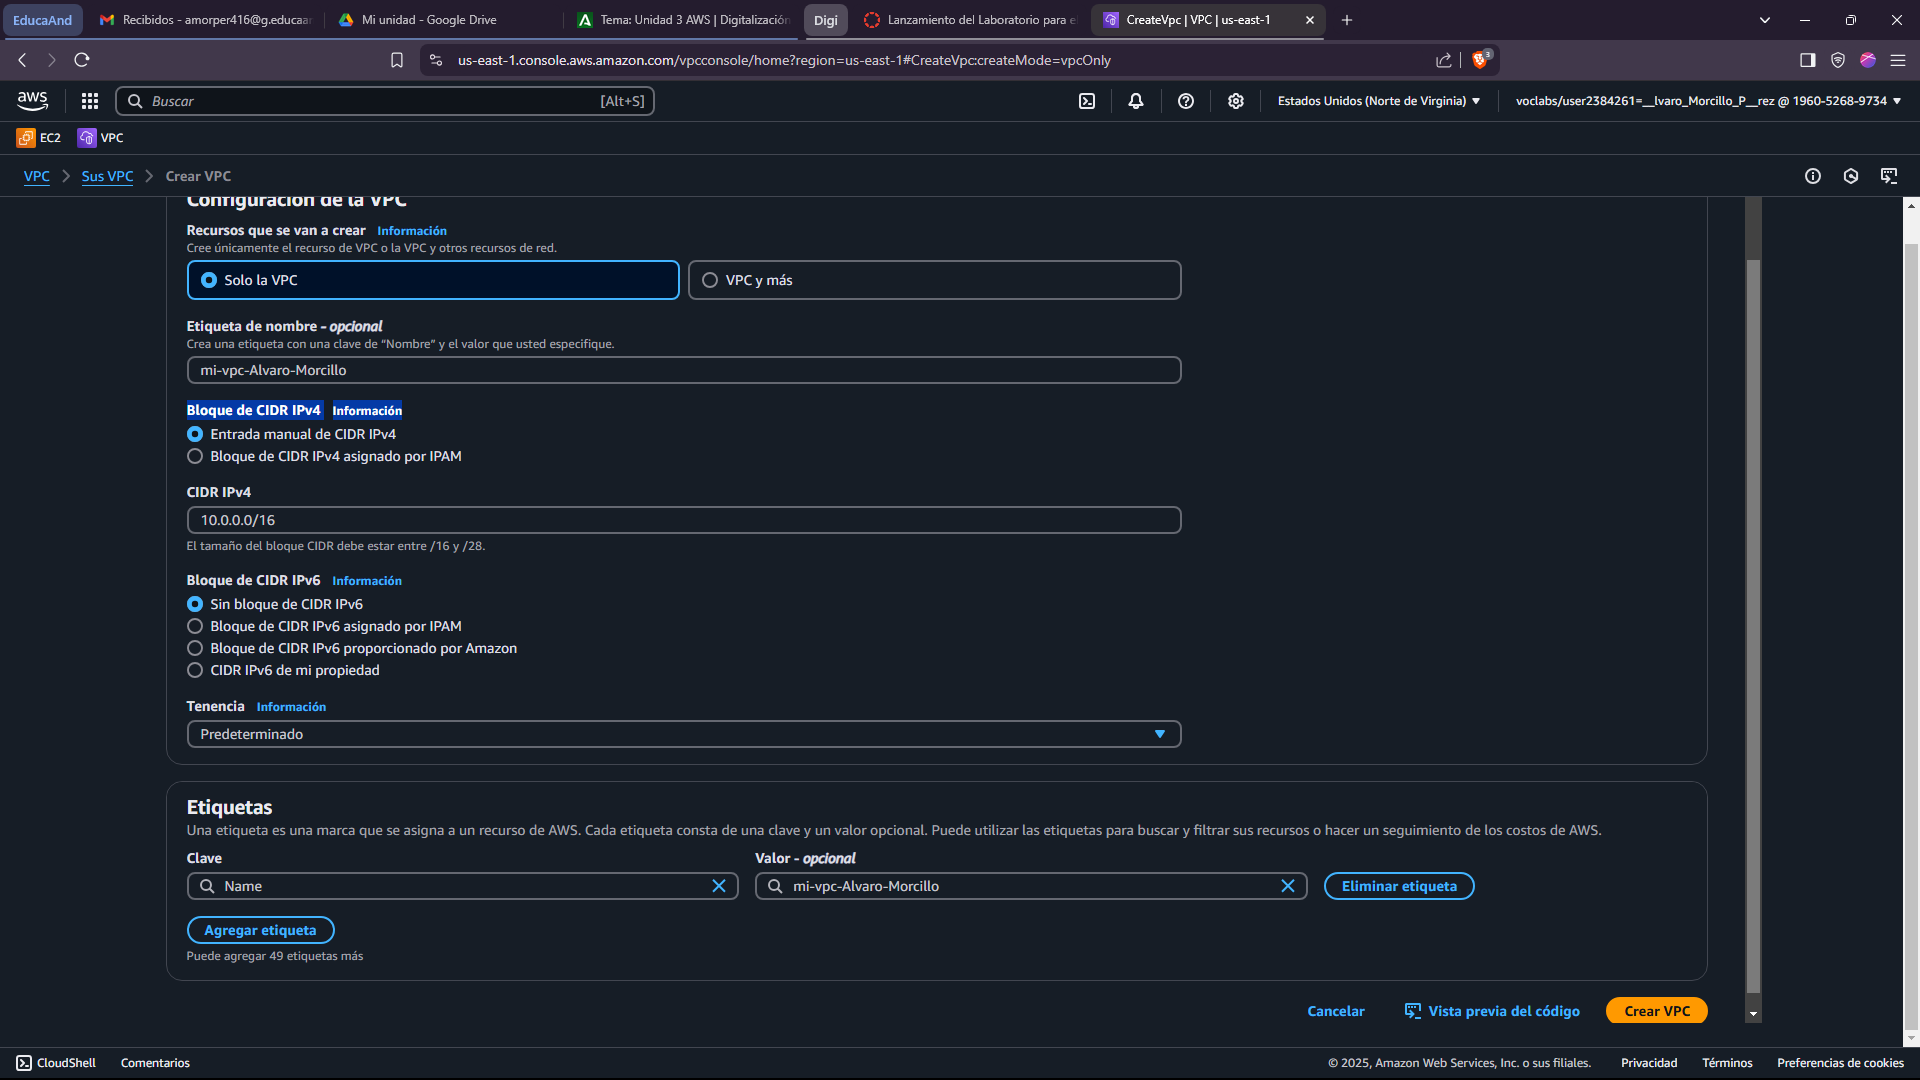 EducaAnd
Recibidos - amorper416@g.educaan
Mi unidad - Google Drive
Tema: Unidad 3 AWS | Digitalización
Digi
Lanzamiento del Laboratorio para e
CreateVpc | VPC | us-east-1
us-east-1.console.aws.amazon.com/vpcconsole/home?region=us-east-1#CreateVpc:createMode=vpcOnly
3
aws
Buscar
[Alt+S]
Estados Unidos (Norte de Virginia)
voclabs/user2384261=__lvaro_Morcillo_P__rez @ 1960-5268-9734
EC2
VPC
VPC
Sus VPC
Crear VPC
Configuración de la VPC
Recursos que se van a crear Información
Cree únicamente el recurso de VPC o la VPC y otros recursos de red.
Solo la VPC
VPC y más
Etiqueta de nombre - opcional
Crea una etiqueta con una clave de “Nombre” y el valor que usted especifique.
mi-vpc-Alvaro-Morcillo
Bloque de CIDR IPv4 Información
Entrada manual de CIDR IPv4
Bloque de CIDR IPv4 asignado por IPAM
CIDR IPv4
10.0.0.0/16
El tamaño del bloque CIDR debe estar entre /16 y /28.
Bloque de CIDR IPv6 Información
Sin bloque de CIDR IPv6
Bloque de CIDR IPv6 asignado por IPAM
Bloque de CIDR IPv6 proporcionado por Amazon
CIDR IPv6 de mi propiedad
Tenencia Información
Predeterminado
Etiquetas
Una etiqueta es una marca que se asigna a un recurso de AWS. Cada etiqueta consta de una clave y un valor opcional. Puede utilizar las etiquetas para buscar y filtrar sus recursos o hacer un seguimiento de los costos de AWS.
Clave
Valor - opcional
Name
mi-vpc-Alvaro-Morcillo
Eliminar etiqueta
Agregar etiqueta
Puede agregar 49 etiquetas más
Cancelar
Vista previa del código
Crear VPC
CloudShell
Comentarios
© 2025, Amazon Web Services, Inc. o sus filiales.
Privacidad
Términos
Preferencias de cookies